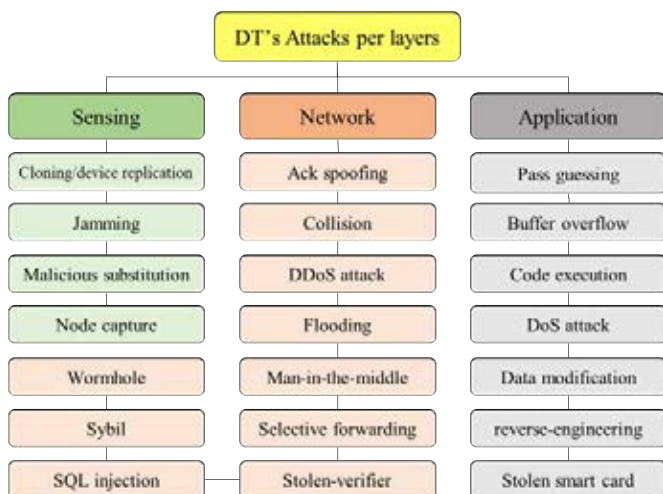 DT's Attacks per layers
Sensing
Network
Application
Cloning/device replication
Ack spoofing
Pass guessing
Jamming
Collision
Buffer overflow
Malicious substitution
DDoS attack
Code execution
Node capture
Flooding
DoS attack
Wormhole
Man-in-the-middle
Data modification
Sybil
Selective forwarding
reverse-engineering
SQL injection
Stolen-verifier
Stolen smart card